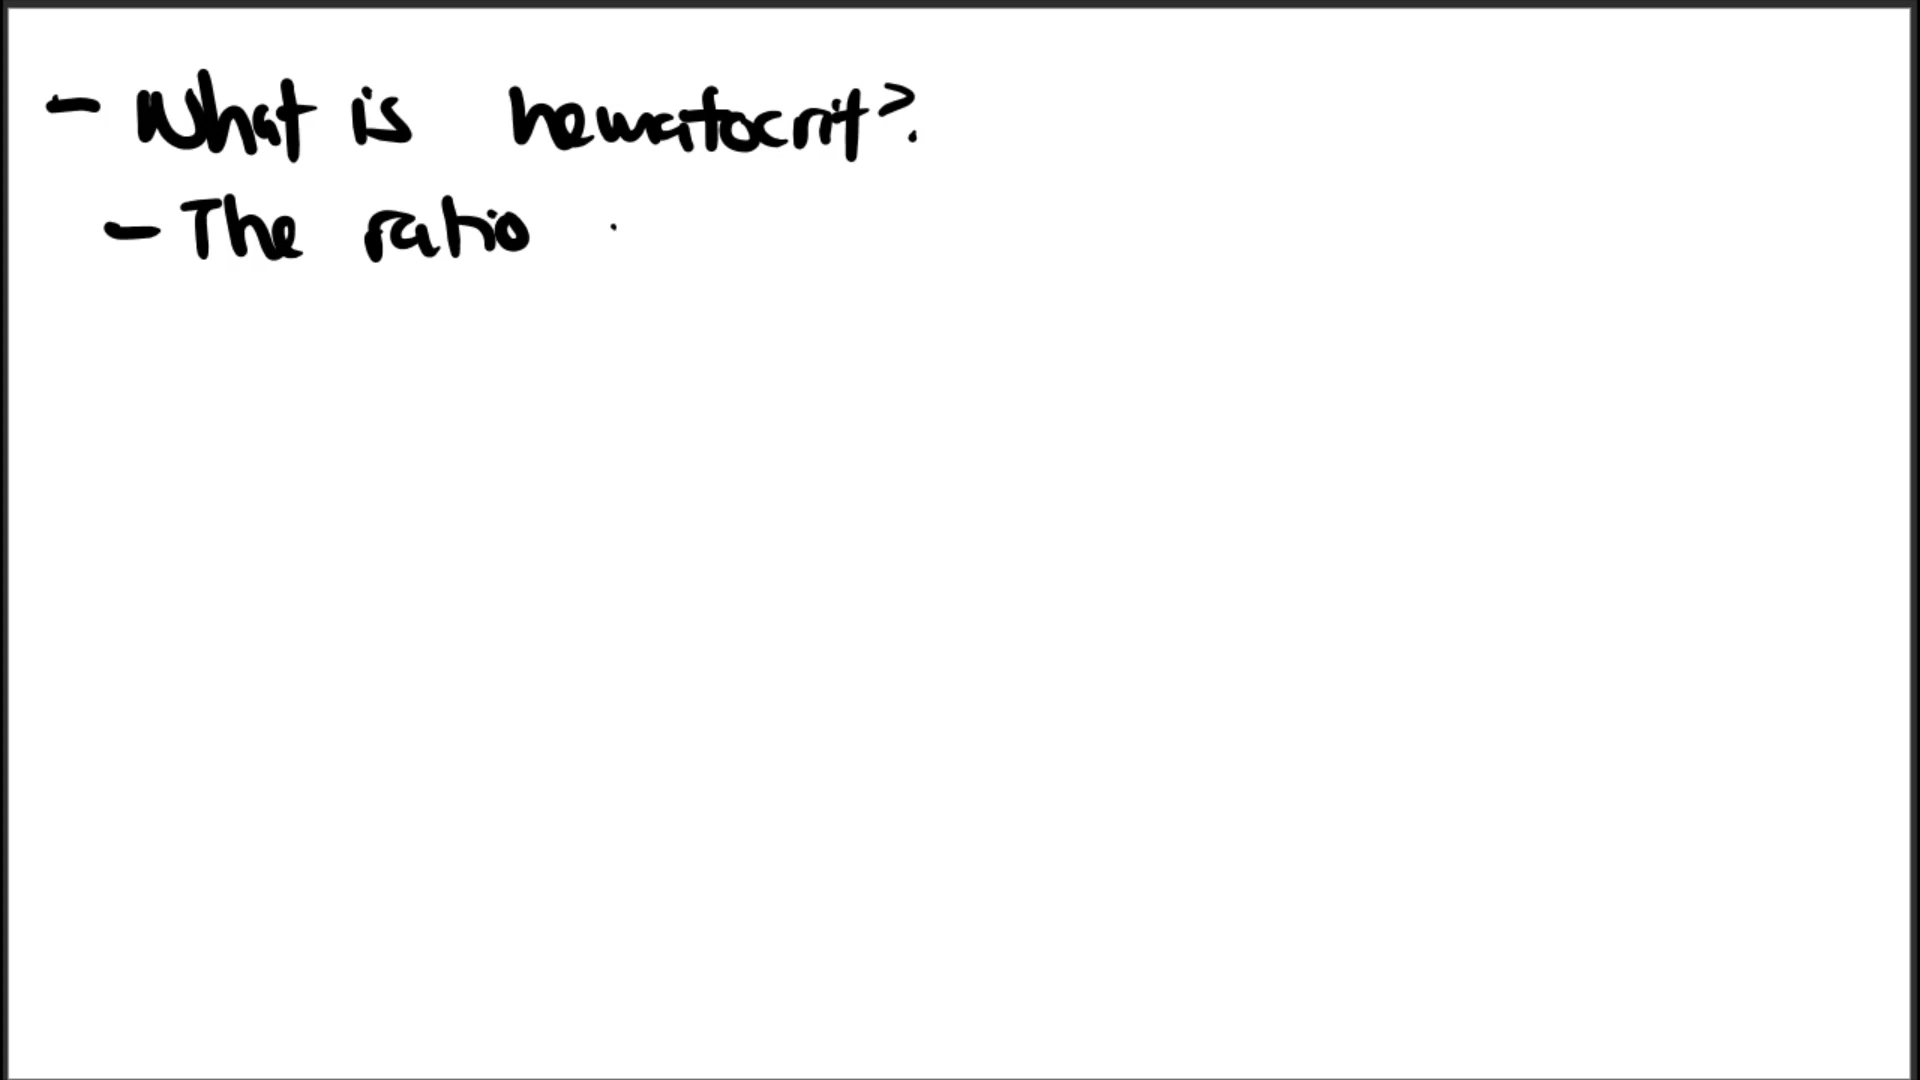 - What is hematocrit?
- The ratio